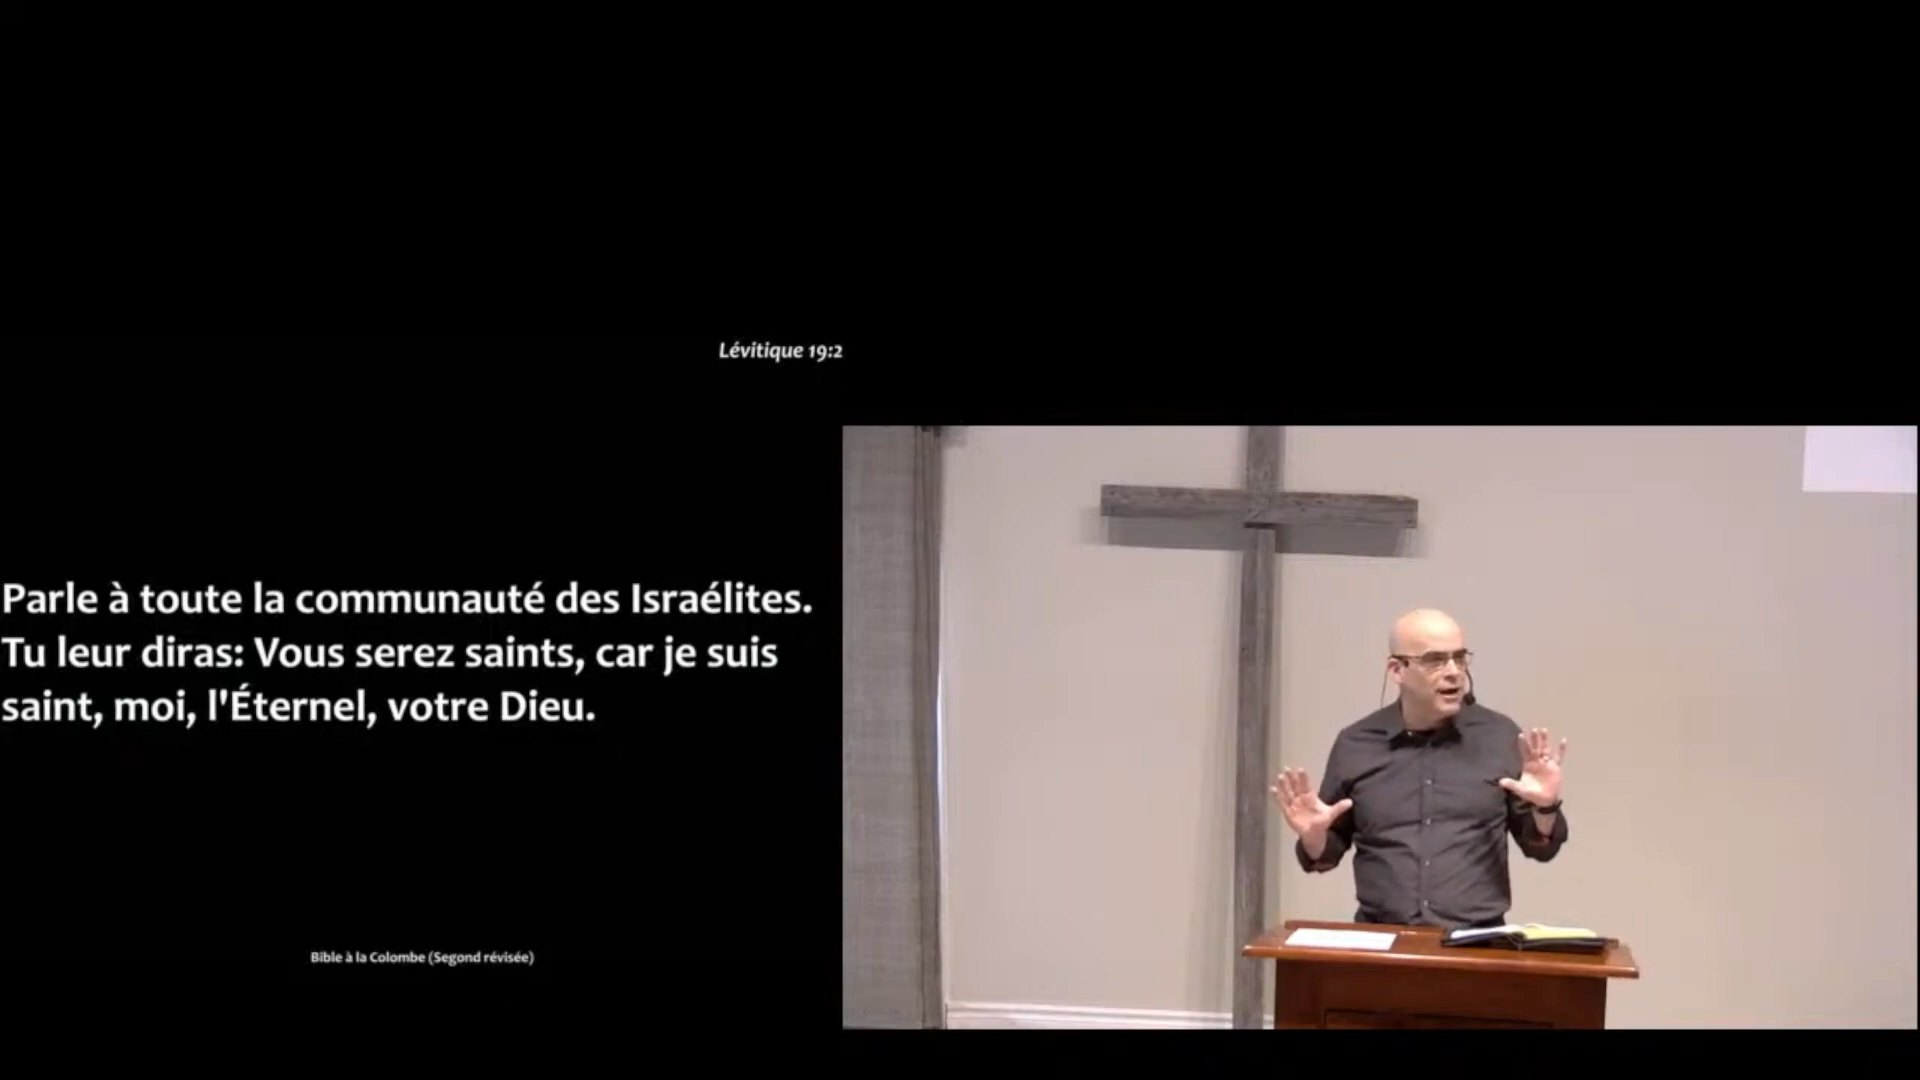 Lévitique 19:2
Parle à toute la communauté des Israélites.
Tu leur diras: Vous serez saints, car je suis
saint, moi, l'Éternel, votre Dieu.
Bible à la Colombe (Segond révisée)